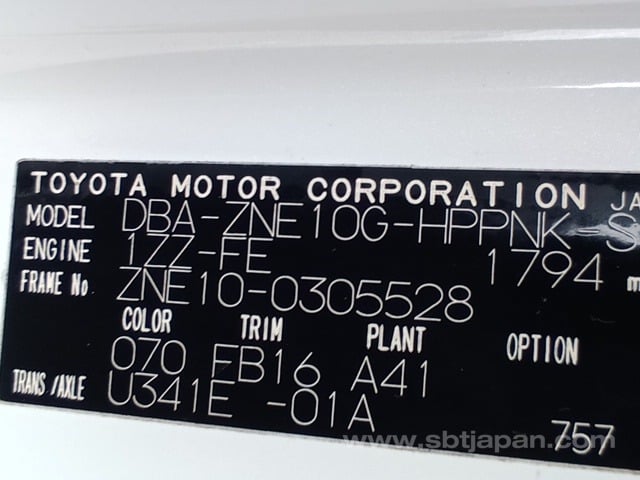 TOYOTA MOTOR CORPORATION JA
MODEL DBA-ZNE10G-HPPNK-S
ENGINE 1ZZ-FE 1794 m
FRAME No ZNE10-0305528
COLOR TRIM PLANT OPTION
070 FB16 A41
TRANS/AXLE U341E -01A
757
www.sbtjapan.com